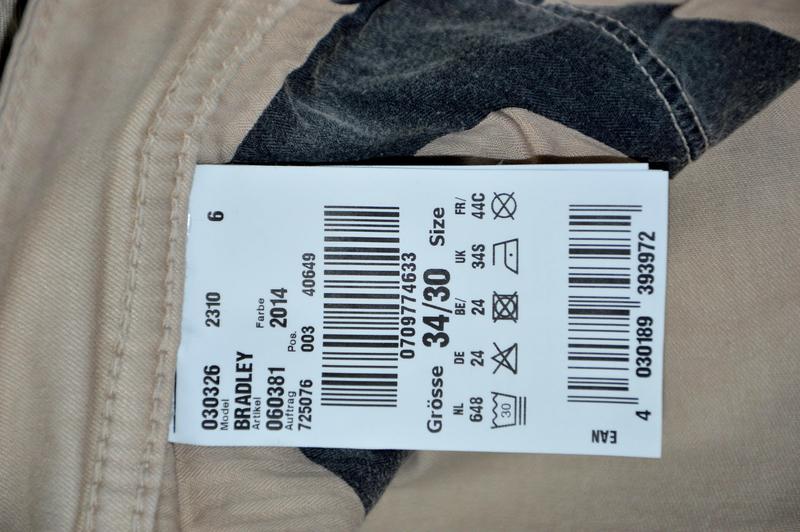 030326 2310 6
Model
BRADLEY
Artikel Farbe
060381 2014
Auftrag Pos.
725076 003 40649
0709774633
Grösse 34/30 Size
NL DE BE/ UK FR/
648 24 24 34S 44C
30
4 030189 393972
EAN